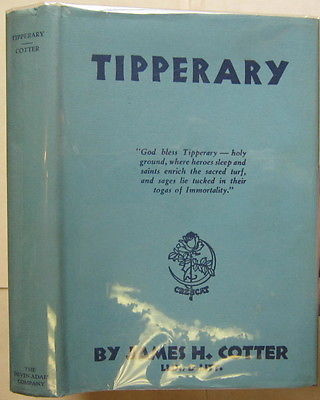 TIPPERARY
COTTER
THE
DEVIN-ADAIR
COMPANY
TIPPERARY
"God bless Tipperary — holy
ground, where heroes sleep and
saints enrich the sacred turf,
and sages lie tucked in their
togas of Immortality."
CRESCAT
BY JAMES H. COTTER